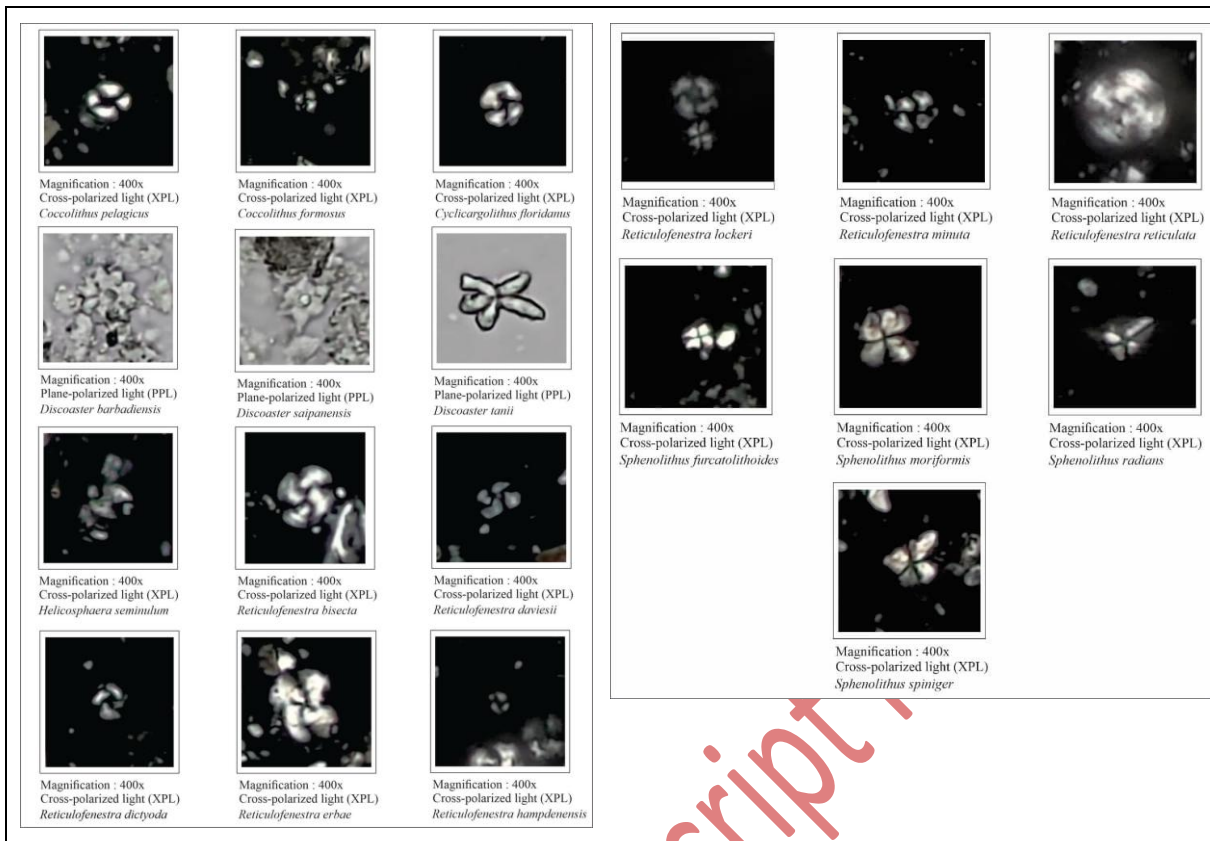 Magnification : 400x
Cross-polarized light (XPL)
Coccolithus pelagicus
Magnification : 400x
Cross-polarized light (XPL)
Coccolithus formosus
Magnification : 400x
Cross-polarized light (XPL)
Cyclicargolithus floridanus
Magnification : 400x
Plane-polarized light (PPL)
Discoaster barbadiensis
Magnification : 400x
Plane-polarized light (PPL)
Discoaster saipanensis
Magnification : 400x
Plane-polarized light (PPL)
Discoaster tanii
Magnification : 400x
Cross-polarized light (XPL)
Helicosphaera seminulum
Magnification : 400x
Cross-polarized light (XPL)
Reticulofenestra bisecta
Magnification : 400x
Cross-polarized light (XPL)
Reticulofenestra daviesii
Magnification : 400x
Cross-polarized light (XPL)
Reticulofenestra dictyoda
Magnification : 400x
Cross-polarized light (XPL)
Reticulofenestra erbae
Magnification : 400x
Cross-polarized light (XPL)
Reticulofenestra hampdenensis
Magnification : 400x
Cross-polarized light (XPL)
Reticulofenestra lockeri
Magnification : 400x
Cross-polarized light (XPL)
Reticulofenestra minuta
Magnification : 400x
Cross-polarized light (XPL)
Reticulofenestra reticulata
Magnification : 400x
Cross-polarized light (XPL)
Sphenolithus furcatolithoides
Magnification : 400x
Cross-polarized light (XPL)
Sphenolithus moriformis
Magnification : 400x
Cross-polarized light (XPL)
Sphenolithus radians
Magnification : 400x
Cross-polarized light (XPL)
Sphenolithus spiniger
script